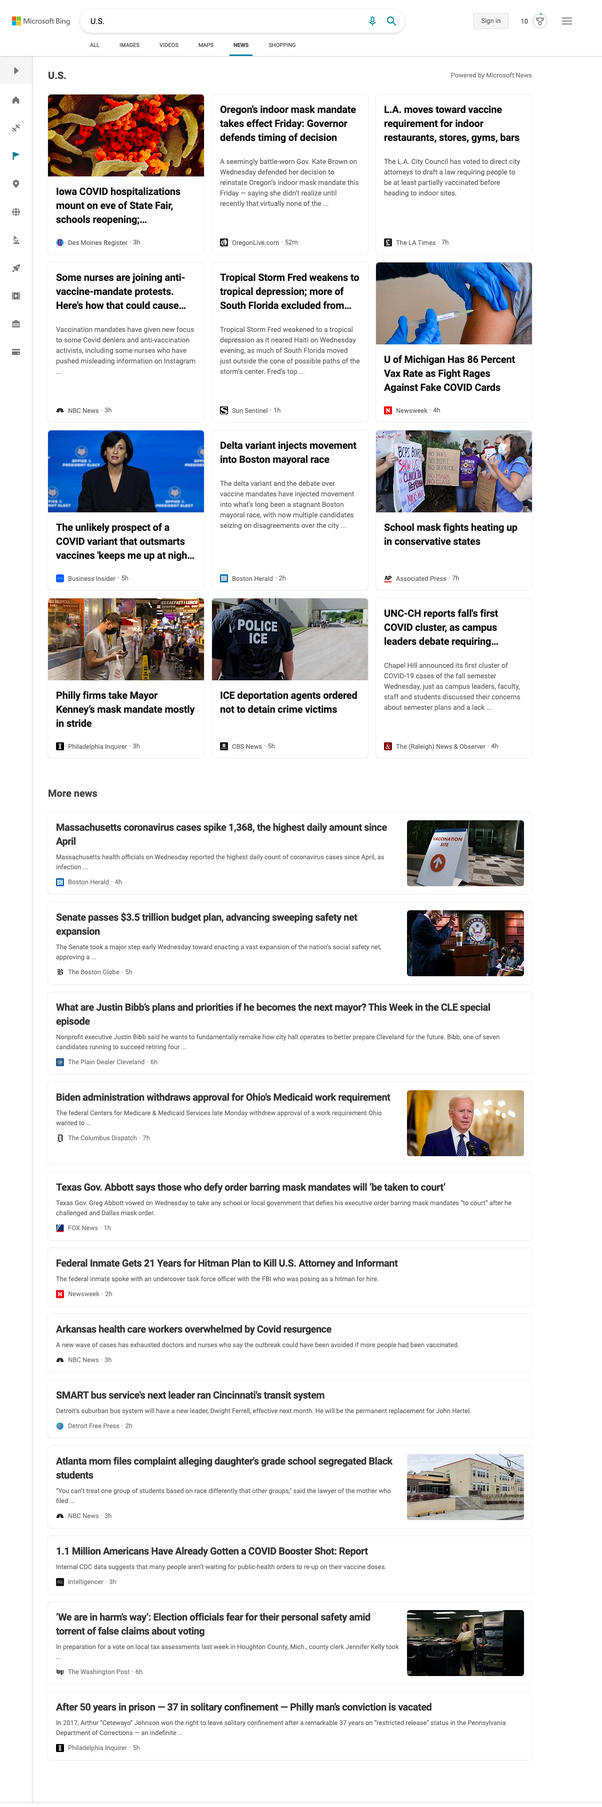 Microsoft Bing
U.S.
Sign in
10
ALL
IMAGES
VIDEOS
MAPS
NEWS
SHOPPING
U.S.
Powered by Microsoft News
Iowa COVID hospitalizations
mount on eve of State Fair,
schools reopening;...
Des Moines Register · 3h
Oregon's indoor mask mandate
takes effect Friday: Governor
defends timing of decision
A seemingly battle-worn Gov. Kate Brown on
Wednesday defended her decision to
reinstate Oregon's indoor mask mandate this
Friday — saying she didn't realize until
recently that virtually none of the ...
OregonLive.com · 52m
L.A. moves toward vaccine
requirement for indoor
restaurants, stores, gyms, bars
The L.A. City Council has voted to direct city
attorneys to draft a law requiring people to
be at least partially vaccinated before
heading to indoor sites.
The LA Times · 7h
Some nurses are joining anti-
vaccine-mandate protests.
Here's how that could cause...
Vaccination mandates have given new focus
to some Covid deniers and anti-vaccination
activists, including some nurses who have
pushed misleading information on Instagram
...
NBC News · 3h
Tropical Storm Fred weakens to
tropical depression; more of
South Florida excluded from...
Tropical Storm Fred weakened to a tropical
depression as it neared Haiti on Wednesday
evening, as much of South Florida moved
just outside the cone of possible paths of the
storm's center. Fred's top ...
Sun Sentinel · 1h
U of Michigan Has 86 Percent
Vax Rate as Fight Rages
Against Fake COVID Cards
Newsweek · 4h
The unlikely prospect of a
COVID variant that outsmarts
vaccines 'keeps me up at nigh...
Business Insider · 5h
Delta variant injects movement
into Boston mayoral race
The delta variant and the debate over
vaccine mandates have injected movement
into what's long been a stagnant Boston
mayoral race, with now multiple candidates
seizing on disagreements over the city ...
Boston Herald · 2h
School mask fights heating up
in conservative states
AP
Associated Press · 7h
Philly firms take Mayor
Kenney's mask mandate mostly
in stride
Philadelphia Inquirer · 3h
POLICE
ICE
ICE deportation agents ordered
not to detain crime victims
CBS News · 5h
UNC-CH reports fall's first
COVID cluster, as campus
leaders debate requiring...
Chapel Hill announced its first cluster of
COVID-19 cases of the fall semester
Wednesday, just as campus leaders, faculty,
staff and students discussed their concerns
about semester plans and a lack ...
The (Raleigh) News & Observer · 4h
More news
Massachusetts coronavirus cases spike 1,368, the highest daily amount since
April
Massachusetts health officials on Wednesday reported the highest daily count of coronavirus cases since April, as
infection ...
Boston Herald · 4h
VACCINATION
SITE
Senate passes $3.5 trillion budget plan, advancing sweeping safety net
expansion
The Senate took a major step early Wednesday toward enacting a vast expansion of the nation's social safety net,
approving a ...
The Boston Globe · 5h
What are Justin Bibb's plans and priorities if he becomes the next mayor? This Week in the CLE special
episode
Nonprofit executive Justin Bibb said he wants to fundamentally remake how city hall operates to better prepare Cleveland for the future. Bibb, one of seven
candidates running to succeed retiring four ...
The Plain Dealer Cleveland · 6h
Biden administration withdraws approval for Ohio's Medicaid work requirement
The federal Centers for Medicare & Medicaid Services late Monday withdrew approval of a work requirement Ohio
wanted to ...
The Columbus Dispatch · 7h
Texas Gov. Abbott says those who defy order barring mask mandates will 'be taken to court'
Texas Gov. Greg Abbott vowed on Wednesday to take any school or local government that defies his executive order barring mask mandates "to court" after he
challenged and Dallas mask order.
FOX News · 1h
Federal Inmate Gets 21 Years for Hitman Plan to Kill U.S. Attorney and Informant
The federal inmate spoke with an undercover task force officer with the FBI who was posing as a hitman for hire.
Newsweek · 2h
Arkansas health care workers overwhelmed by Covid resurgence
A new wave of cases has exhausted doctors and nurses who say the outbreak could have been avoided if more people had been vaccinated.
NBC News · 3h
SMART bus service's next leader ran Cincinnati's transit system
Detroit's suburban bus system will have a new leader, Dwight Ferrell, effective next month. He will be the permanent replacement for John Hertel.
Detroit Free Press · 2h
Atlanta mom files complaint alleging daughter's grade school segregated Black
students
"You can't treat one group of students based on race differently that other groups," said the lawyer of the mother who
filed ...
NBC News · 3h
1.1 Million Americans Have Already Gotten a COVID Booster Shot: Report
Internal CDC data suggests that many people aren't waiting for public-health orders to re-up on their vaccine doses.
Intelligencer · 3h
'We are in harm's way': Election officials fear for their personal safety amid
torrent of false claims about voting
In preparation for a vote on local tax assessments last week in Houghton County, Mich., county clerk Jennifer Kelly took
...
wp
The Washington Post · 6h
After 50 years in prison — 37 in solitary confinement — Philly man's conviction is vacated
In 2017, Arthur "Cetewayo" Johnson won the right to leave solitary confinement after a remarkable 37 years on "restricted release" status in the Pennsylvania
Department of Corrections — an indefinite ...
Philadelphia Inquirer · 5h